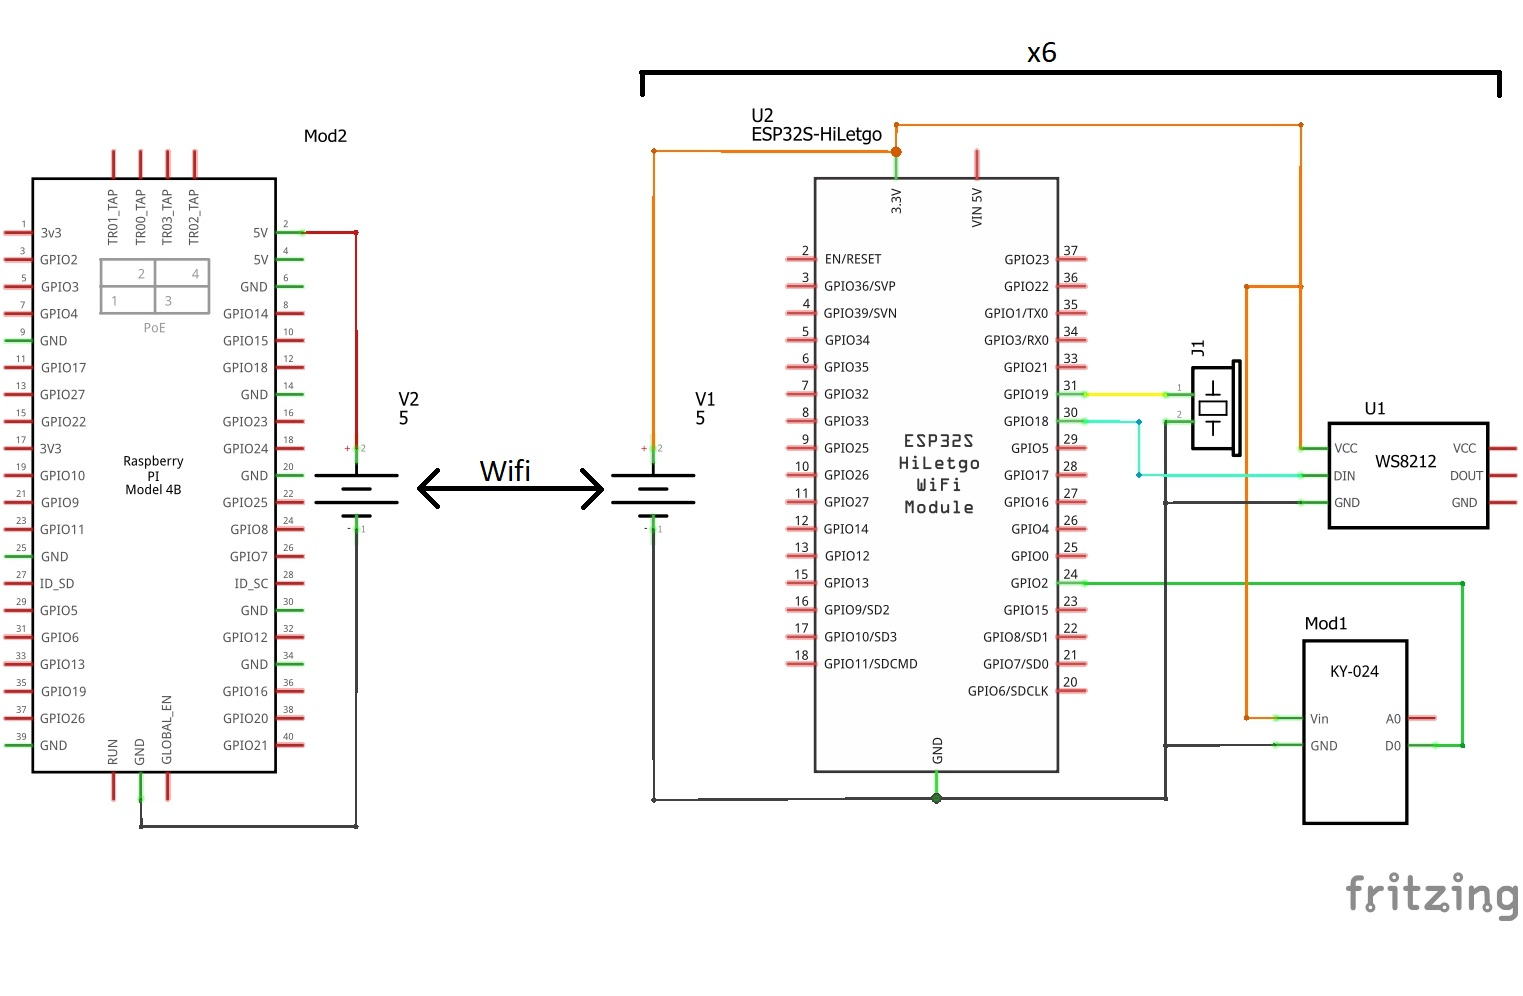 x6
U2
ESP32S-HiLetgo
Mod2
TR01_TAP
TR00_TAP
TR03_TAP
TR02_TAP
1 3v3
3 GPIO2
5 GPIO3
7 GPIO4
9 GND
11 GPIO17
13 GPIO27
15 GPIO22
17 3V3
19 GPIO10
21 GPIO9
23 GPIO11
25 GND
27 ID_SD
29 GPIO5
31 GPIO6
33 GPIO13
35 GPIO19
37 GPIO26
39 GND
2 4
1 3
PoE
Raspberry
PI
Model 4B
5V 2
5V 4
GND 6
GPIO14 8
GPIO15 10
GPIO18 12
GND 14
GPIO23 16
GPIO24 18
GND 20
GPIO25 22
GPIO8 24
GPIO7 26
ID_SC 28
GND 30
GPIO12 32
GND 34
GPIO16 36
GPIO20 38
GPIO21 40
RUN
GND
GLOBAL_EN
V2
5
+ 2
- 1
Wifi
V1
5
+ 2
- 1
3.3V
VIN 5V
2 EN/RESET
3 GPIO36/SVP
4 GPIO39/SVN
5 GPIO34
6 GPIO35
7 GPIO32
8 GPIO33
9 GPIO25
10 GPIO26
11 GPIO27
12 GPIO14
13 GPIO12
15 GPIO13
16 GPIO9/SD2
17 GPIO10/SD3
18 GPIO11/SDCMD
ESP32S
HiLetgo
WiFi
Module
GPIO23 37
GPIO22 36
GPIO1/TX0 35
GPIO3/RX0 34
GPIO21 33
GPIO19 31
GPIO18 30
GPIO5 29
GPIO17 28
GPIO16 27
GPIO4 26
GPIO0 25
GPIO2 24
GPIO15 23
GPIO8/SD1 22
GPIO7/SD0 21
GPIO6/SDCLK 20
GND
J1
1
2
U1
VCC VCC
WS8212
DIN DOUT
GND GND
Mod1
KY-024
Vin A0
GND D0
fritzing